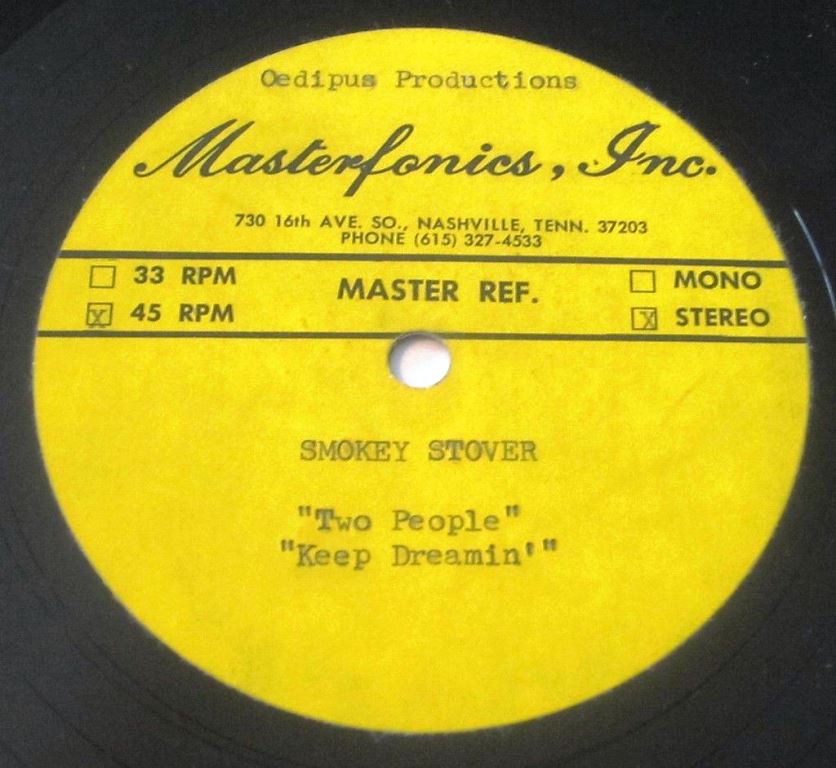 Oedipus Productions
Masterfonics, Inc.
730 16th AVE. SO., NASHVILLE, TENN. 37203
PHONE (615) 327-4533
33 RPM MASTER REF. MONO
x 45 RPM x STEREO
SMOKEY STOVER
"Two People"
"Keep Dreamin'"